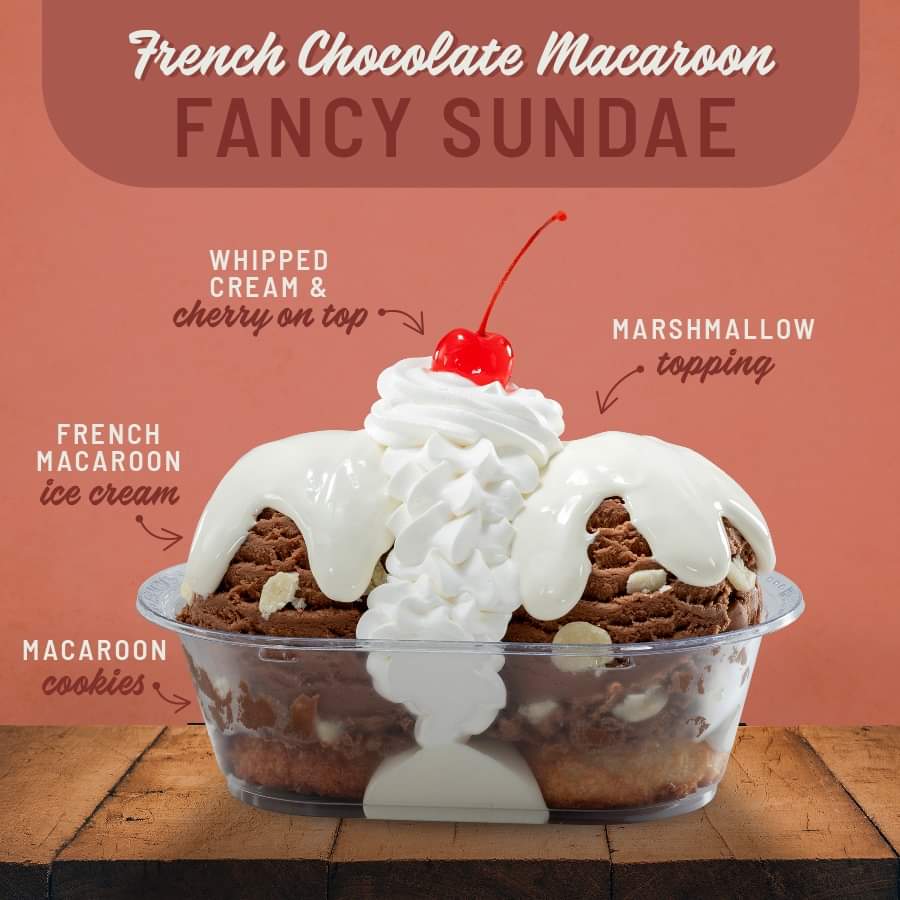 French Chocolate Macaroon
FANCY SUNDAE
WHIPPED
CREAM &
cherry on top
MARSHMALLOW
topping
FRENCH
MACAROON
ice cream
MACAROON
cookies